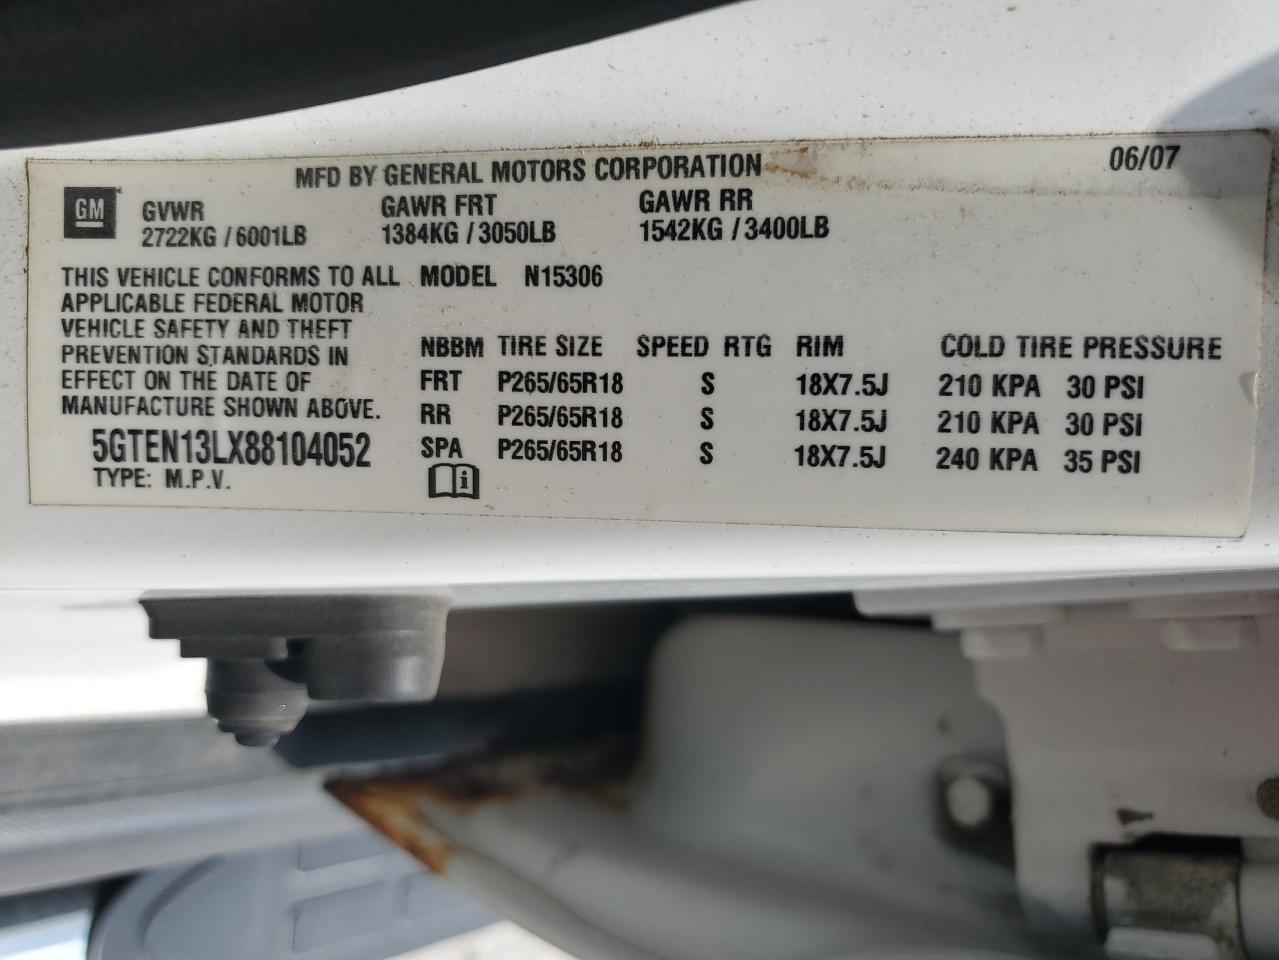 MFD BY GENERAL MOTORS CORPORATION 06/07
GM GVWR GAWR FRT GAWR RR
2722KG / 6001LB 1384KG / 3050LB 1542KG / 3400LB
THIS VEHICLE CONFORMS TO ALL MODEL N15306
APPLICABLE FEDERAL MOTOR
VEHICLE SAFETY AND THEFT
PREVENTION STANDARDS IN
EFFECT ON THE DATE OF
MANUFACTURE SHOWN ABOVE.
5GTEN13LX88104052
TYPE: M.P.V.
NBBM TIRE SIZE SPEED RTG RIM COLD TIRE PRESSURE
FRT P265/65R18 S 18X7.5J 210 KPA 30 PSI
RR P265/65R18 S 18X7.5J 210 KPA 30 PSI
SPA P265/65R18 S 18X7.5J 240 KPA 35 PSI
i